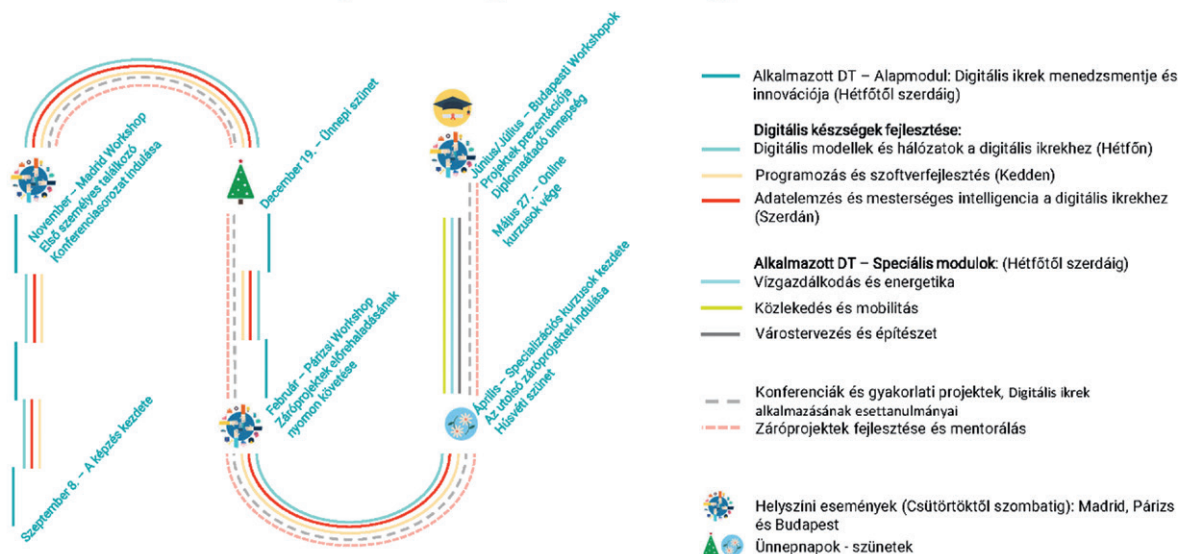 November – Madrid Workshop
Első személyes találkozó
Konferenciasorozat indulása
December 19. – Ünnepi szünet
Június/Július – Budapesti Workshopok
Projektek prezentációja
Diplomaátadó ünnepség
Május 27. – Online
kurzusok vége
Szeptember 8. – A képzés kezdete
Február – Párizsi Workshop
Záróprojektek előrehaladásának
nyomon követése
Április – Specializációs kurzusok kezdete
Az utolsó záróprojektek indulása
Húsvéti szünet
Alkalmazott DT – Alapmodul: Digitális ikrek menedzsmentje és
innovációja (Hétfőtől szerdáig)
Digitális készségek fejlesztése:
Digitális modellek és hálózatok a digitális ikrekhez (Hétfőn)
Programozás és szoftverfejlesztés (Kedden)
Adatelemzés és mesterséges intelligencia a digitális ikrekhez
(Szerdán)
Alkalmazott DT – Speciális modulok: (Hétfőtől szerdáig)
Vízgazdálkodás és energetika
Közlekedés és mobilitás
Várostervezés és építészet
Konferenciák és gyakorlati projektek, Digitális ikrek
alkalmazásának esettanulmányai
Záróprojektek fejlesztése és mentorálás
Helyszíni események (Csütörtöktől szombatig): Madrid, Párizs
és Budapest
Ünnepnapok - szünetek